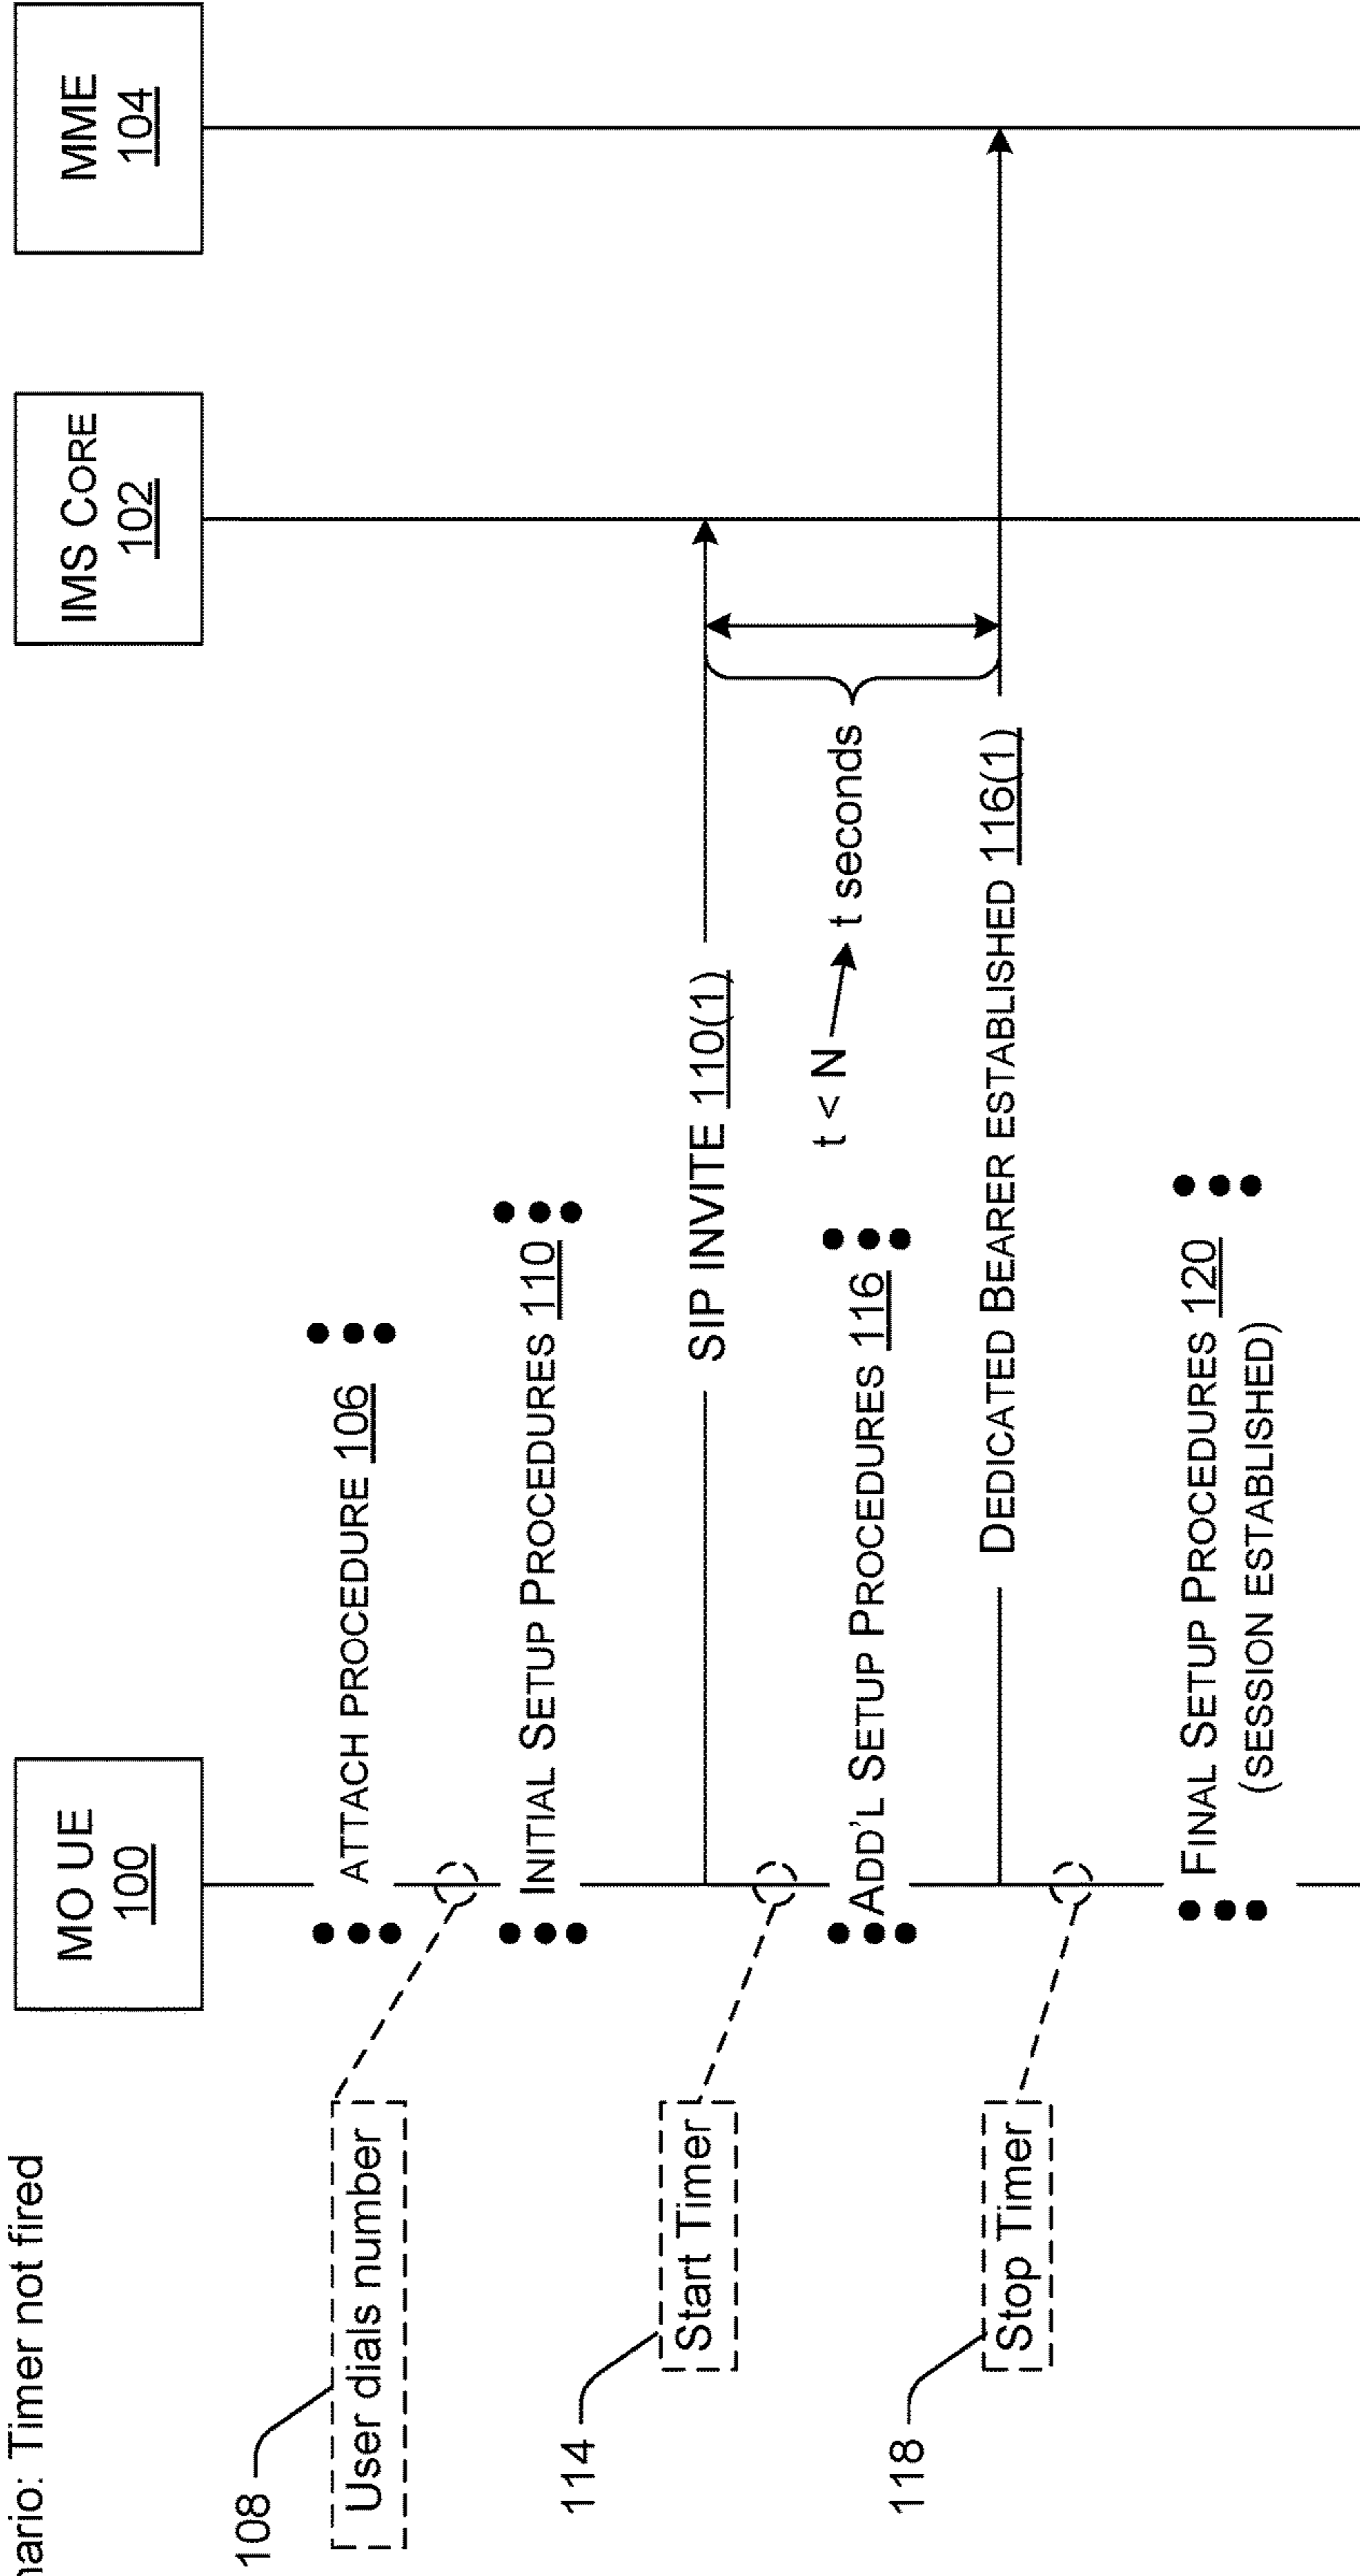 nario: Timer not fired
MO UE
100
IMS CORE
102
MME
104
ATTACH PROCEDURE 106
108
User dials number
INITIAL SETUP PROCEDURES 110
SIP INVITE 110(1)
114
Start Timer
t < N
t seconds
ADD'L SETUP PROCEDURES 116
DEDICATED BEARER ESTABLISHED 116(1)
118
Stop Timer
FINAL SETUP PROCEDURES 120
(SESSION ESTABLISHED)